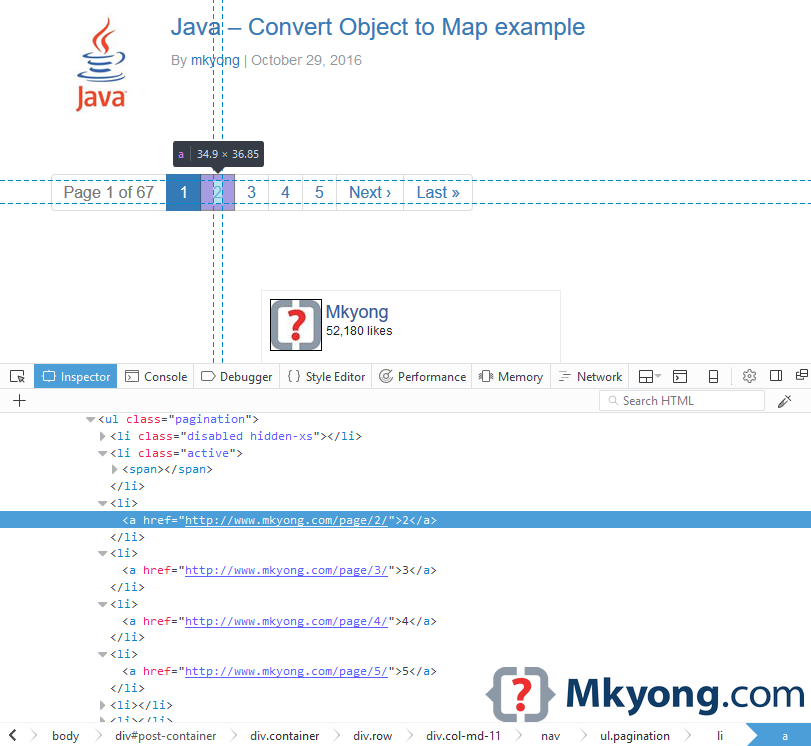 Java – Convert Object to Map example
By mkyong | October 29, 2016
Java
a | 34.9 × 36.85
Page 1 of 67 1 2 3 4 5 Next › Last »
Mkyong
52,180 likes
Inspector Console Debugger { } Style Editor Performance Memory Network
+ Search HTML
<ul class="pagination">
<li class="disabled hidden-xs"></li>
<li class="active">
<span></span>
</li>
<li>
<a href="http://www.mkyong.com/page/2/">2</a>
</li>
<li>
<a href="http://www.mkyong.com/page/3/">3</a>
</li>
<li>
<a href="http://www.mkyong.com/page/4/">4</a>
</li>
<li>
<a href="http://www.mkyong.com/page/5/">5</a>
</li>
<li></li>
<li></li>
Mkyong.com
body div#post-container div.container div.row div.col-md-11 nav ul.pagination li a